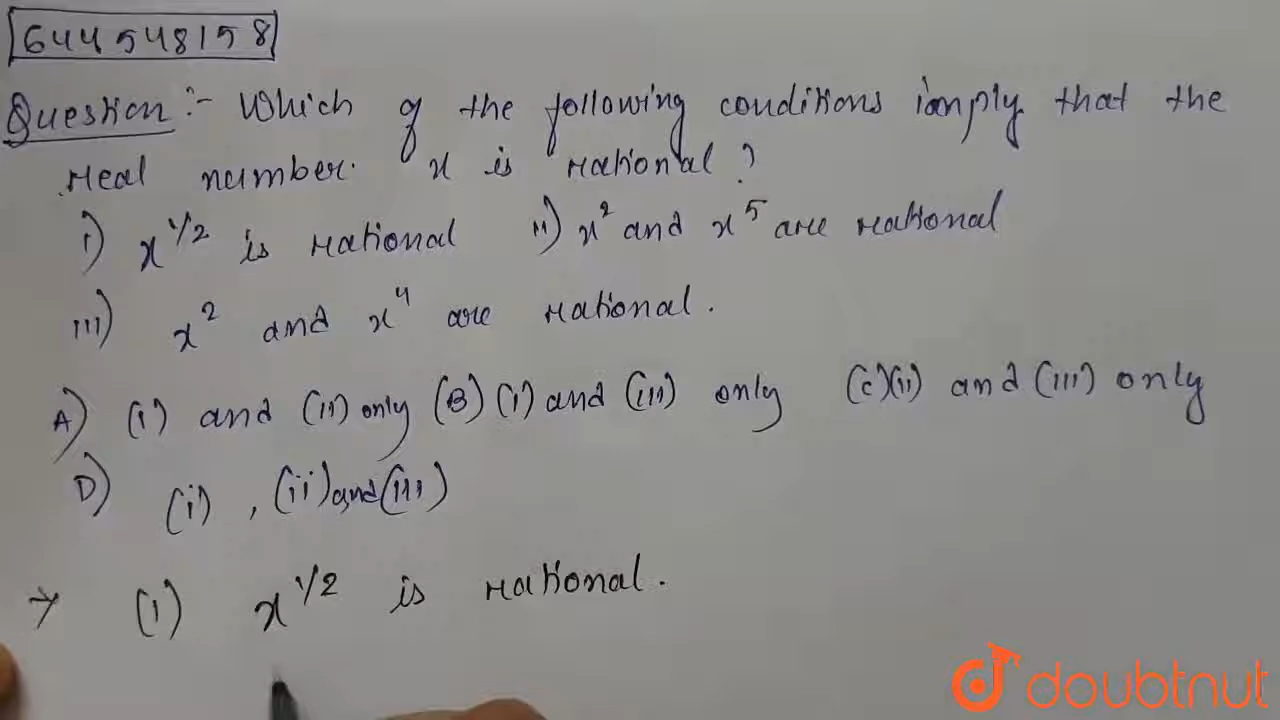 644548158
Question :- Which of the following conditions imply that the
real number. x is rational?
i) x^1/2 is rational ii) x^2 and x^5 are rational
iii) x^2 and x^4 are rational.
A) (i) and (ii) only (B) (i) and (iii) only (c) (ii) and (iii) only
D) (i), (ii) and (iii)
→ (i) x^1/2 is rational.
doubtnut